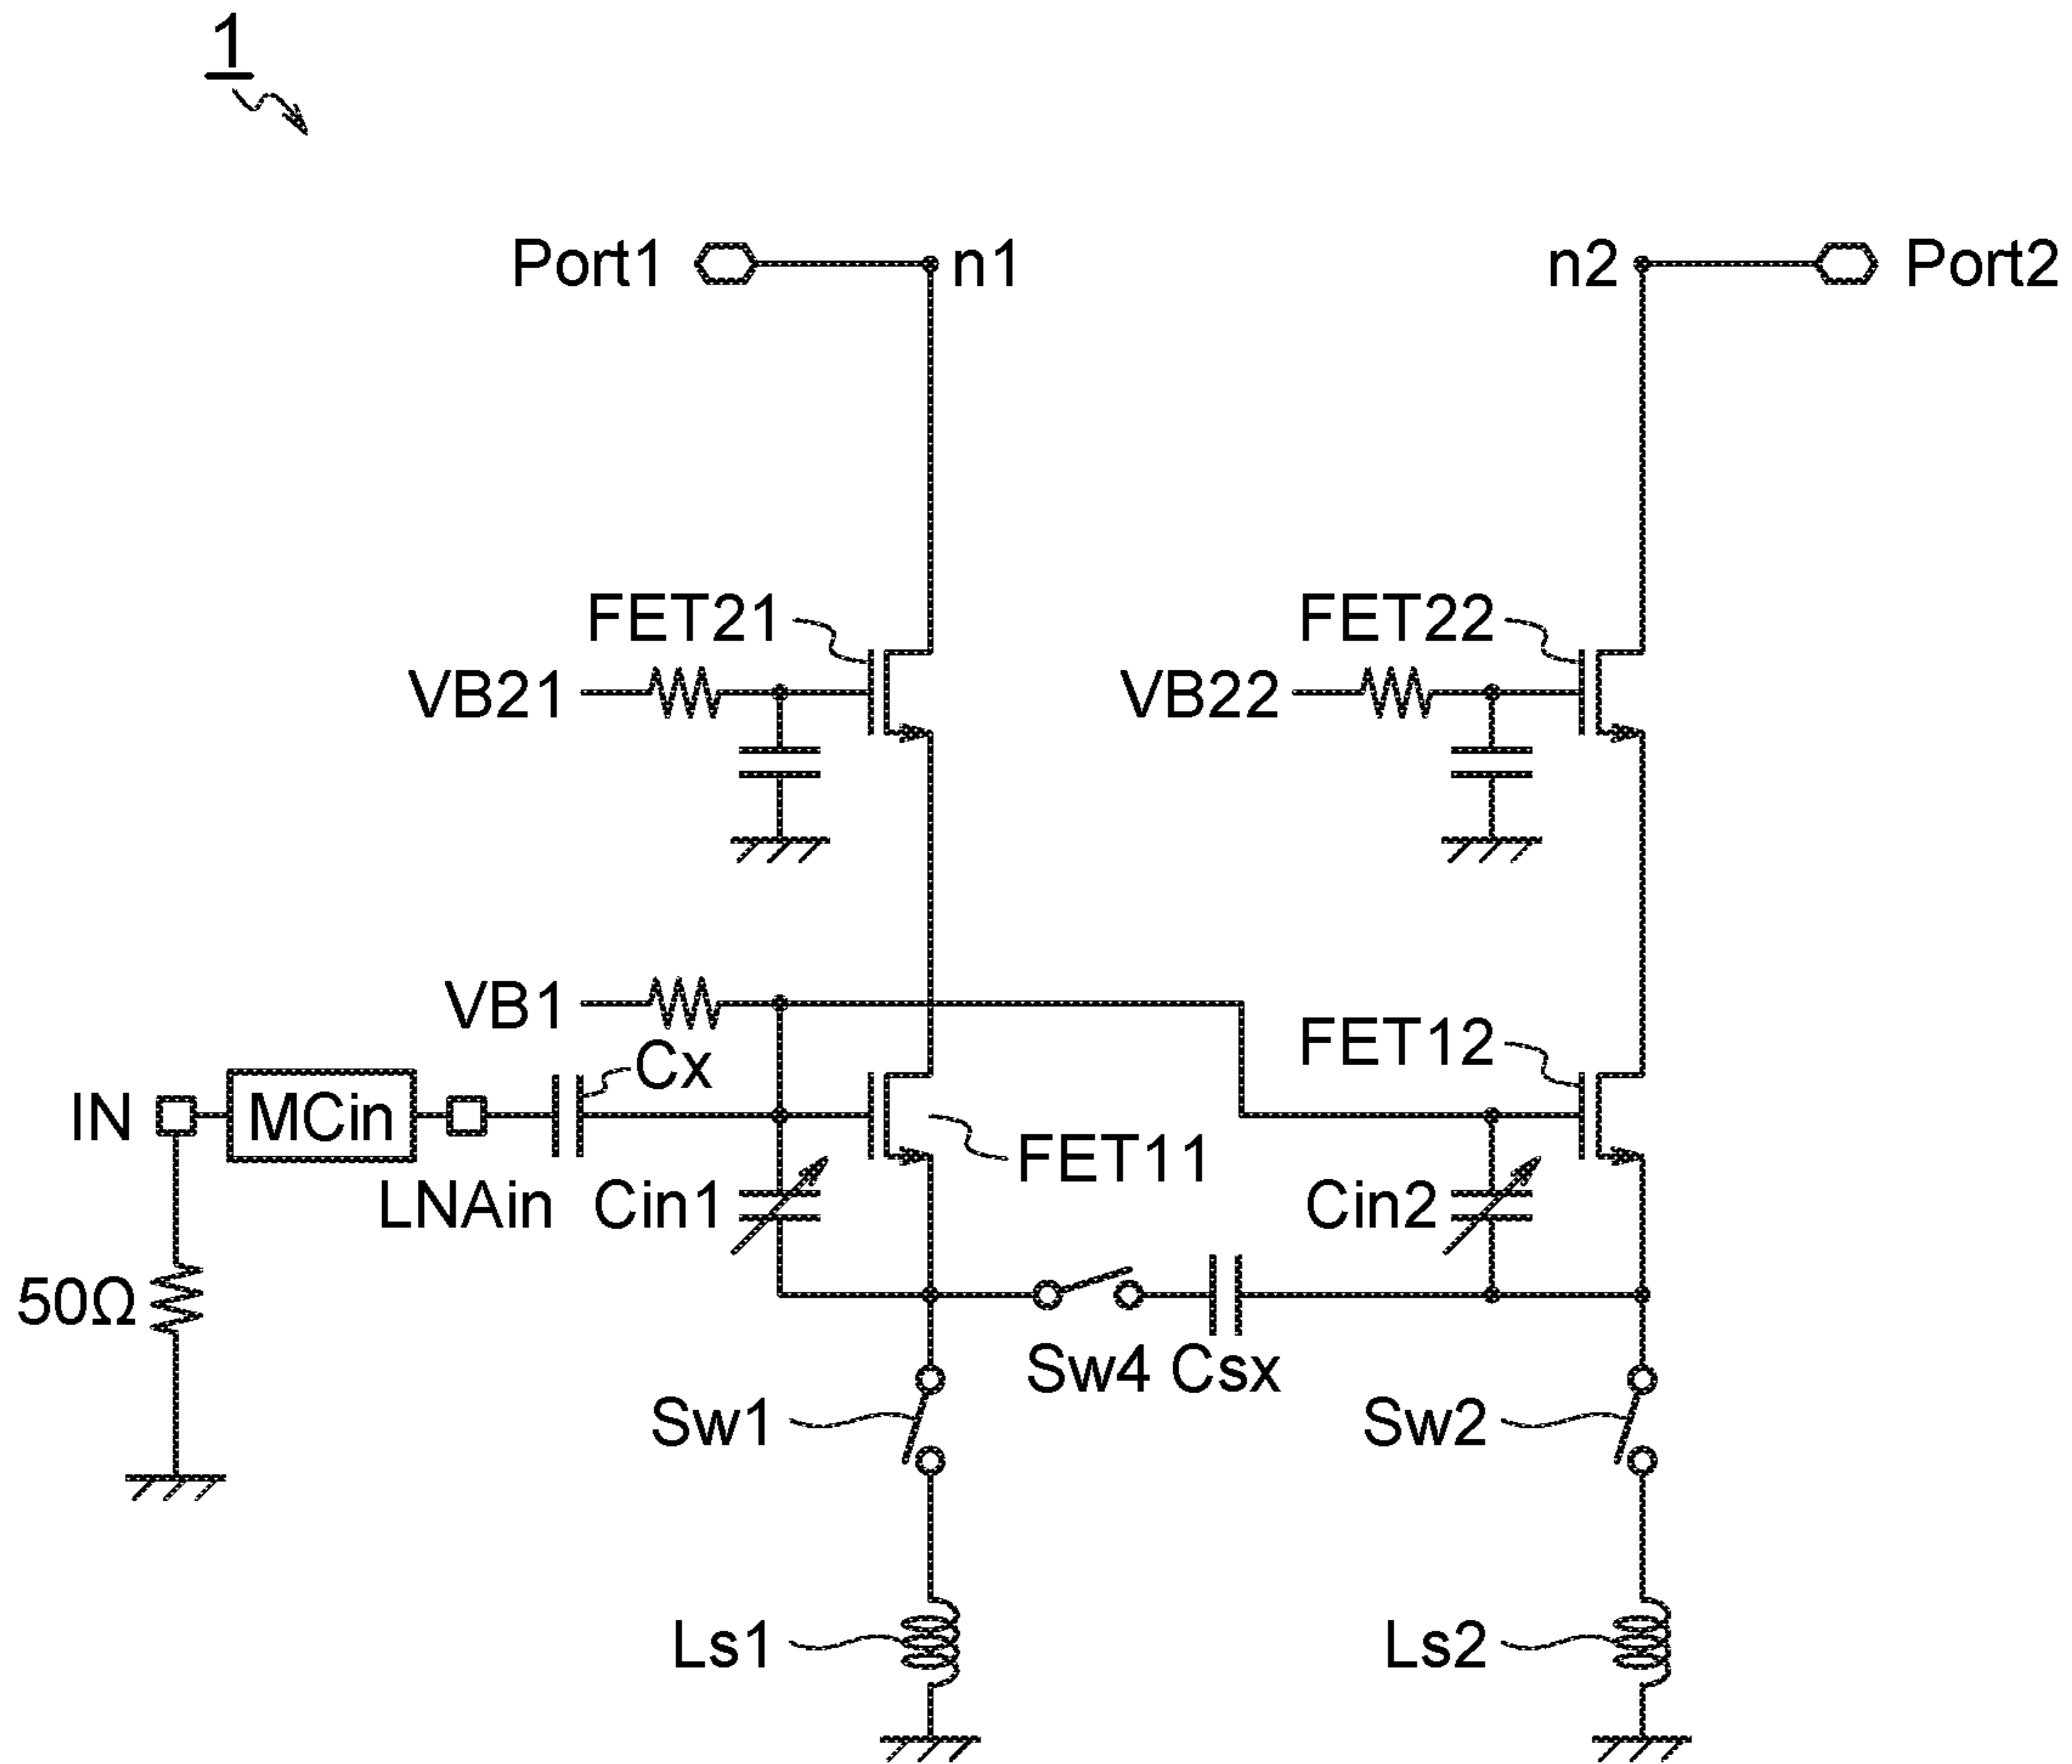 1
Port1 n1 n2 Port2
FET21 FET22
VB21 VB22
VB1
Cx FET12
IN MCin
FET11
LNAin Cin1 Cin2
50Ω
Sw4 Csx
Sw1 Sw2
Ls1 Ls2